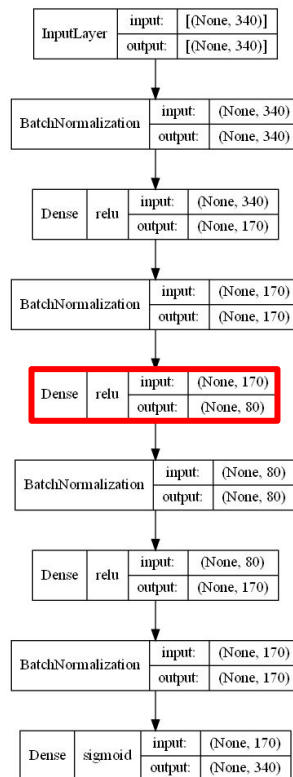 InputLayer input: [(None, 340)]
output: [(None, 340)]
BatchNormalization input: (None, 340)
output: (None, 340)
Dense relu input: (None, 340)
output: (None, 170)
BatchNormalization input: (None, 170)
output: (None, 170)
Dense relu input: (None, 170)
output: (None, 80)
BatchNormalization input: (None, 80)
output: (None, 80)
Dense relu input: (None, 80)
output: (None, 170)
BatchNormalization input: (None, 170)
output: (None, 170)
Dense sigmoid input: (None, 170)
output: (None, 340)